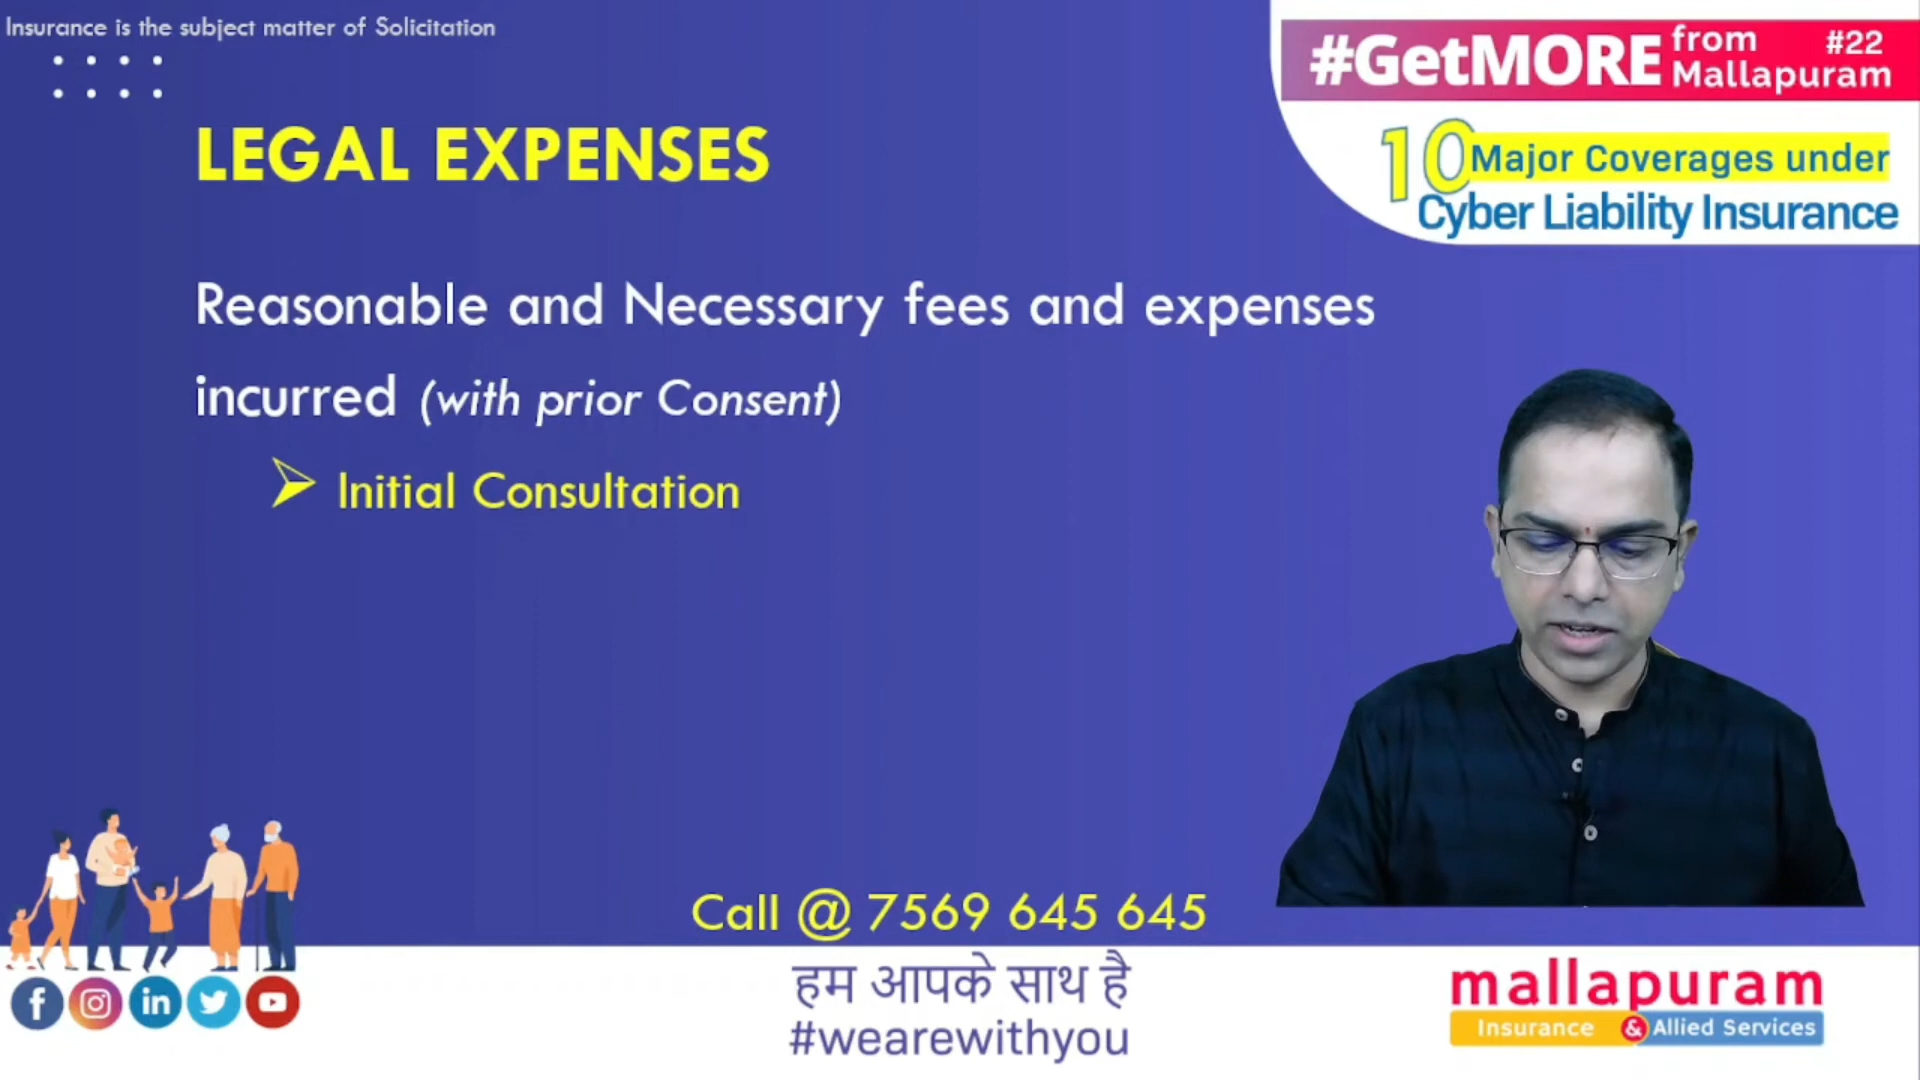 Insurance is the subject matter of Solicitation
#GetMORE from Mallapuram #22
10 Major Coverages under
Cyber Liability Insurance
LEGAL EXPENSES
Reasonable and Necessary fees and expenses
incurred (with prior Consent)
Initial Consultation
Call @ 7569 645 645
हम आपके साथ है
#wearewithyou
mallapuram
Insurance & Allied Services